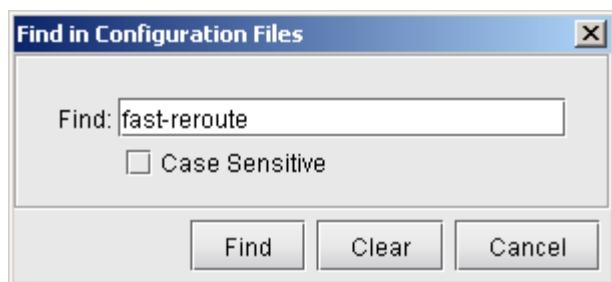 Find in Configuration Files
Find: fast-reroute
Case Sensitive
Find Clear Cancel